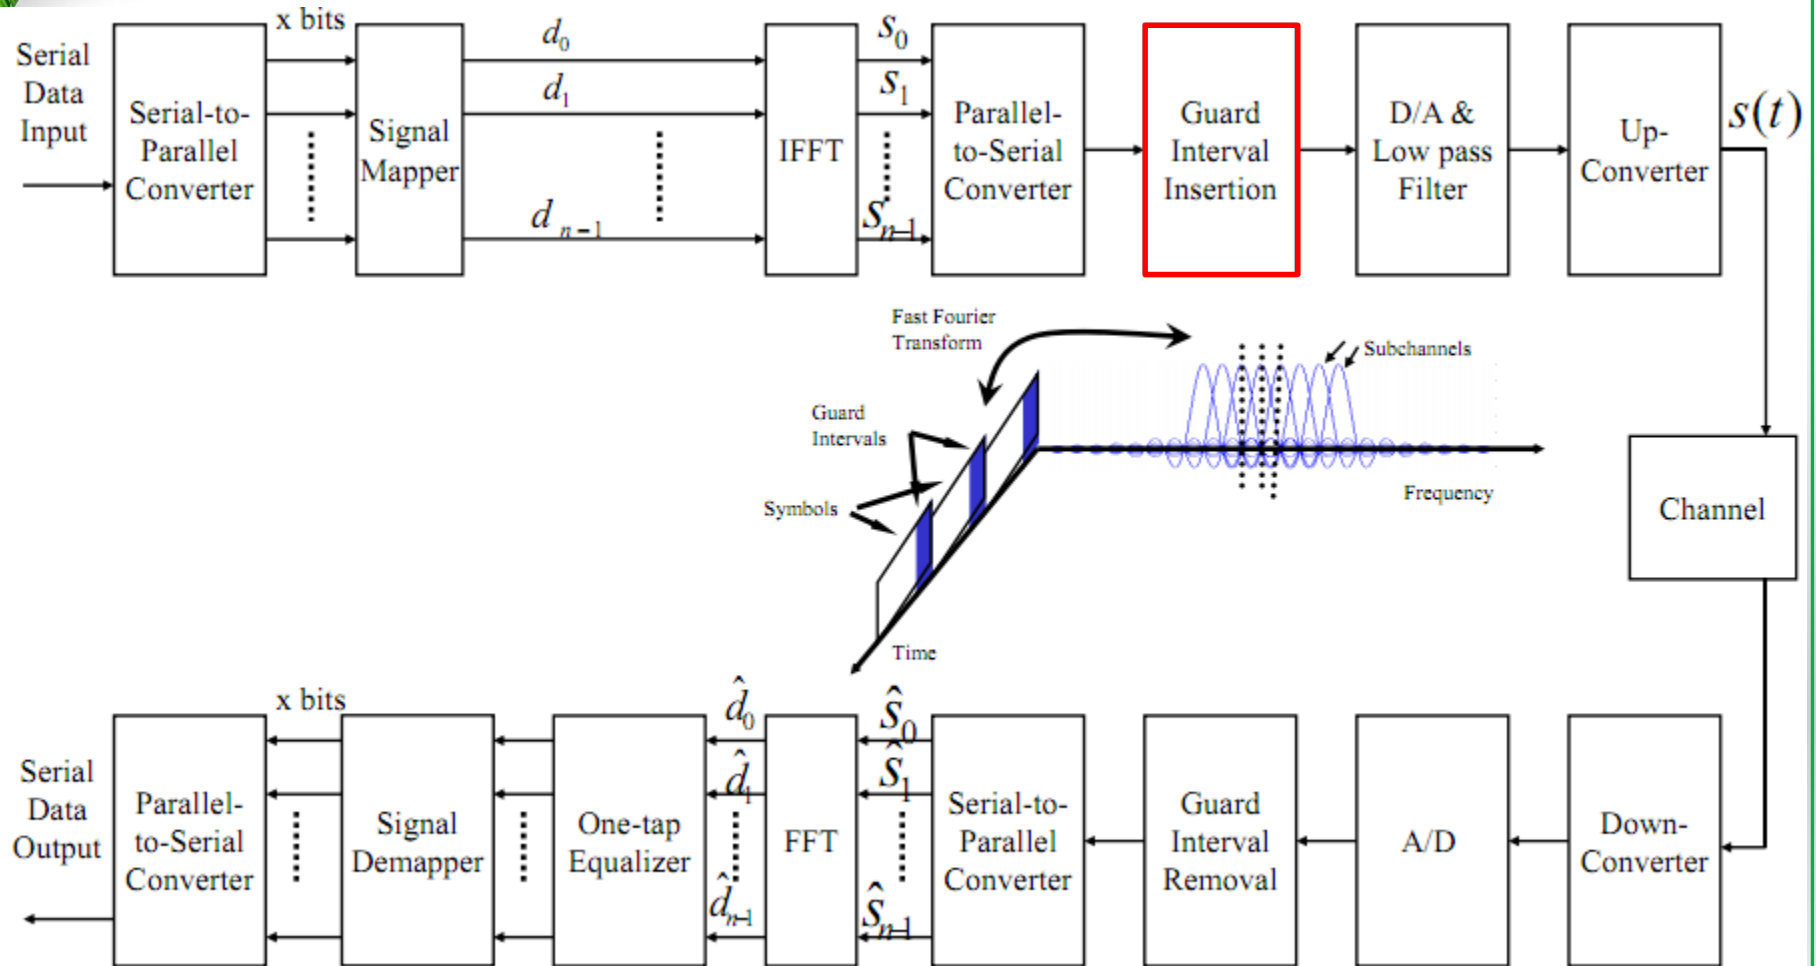 Serial
Data
Input
Serial-to-
Parallel
Converter
x bits
Signal
Mapper
d₀
d₁
d ₙ₋₁
IFFT
s₀
s₁
sₙ₋₁
Parallel-
to-Serial
Converter
Guard
Interval
Insertion
D/A &
Low pass
Filter
Up-
Converter
s(t)
Fast Fourier
Transform
Subchannels
Guard
Intervals
Symbols
Frequency
Time
Channel
Serial
Data
Output
Parallel-
to-Serial
Converter
x bits
Signal
Demapper
One-tap
Equalizer
d̂₀
d̂₁
d̂ₙ₋₁
FFT
ŝ₀
ŝ₁
ŝₙ₋₁
Serial-to-
Parallel
Converter
Guard
Interval
Removal
A/D
Down-
Converter